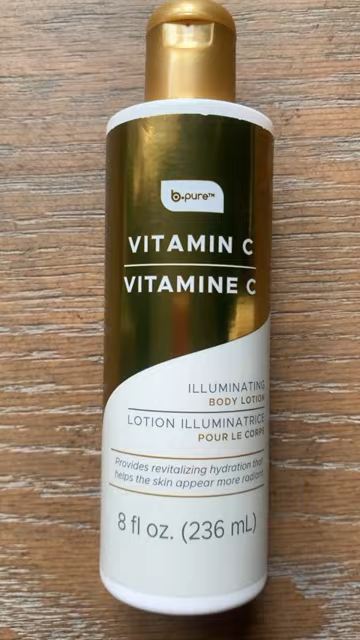 b•pure™
VITAMIN C
VITAMINE C
ILLUMINATING
BODY LOTION
LOTION ILLUMINATRICE
POUR LE CORPS
Provides revitalizing hydration that
helps the skin appear more radiant
8 fl oz. (236 mL)